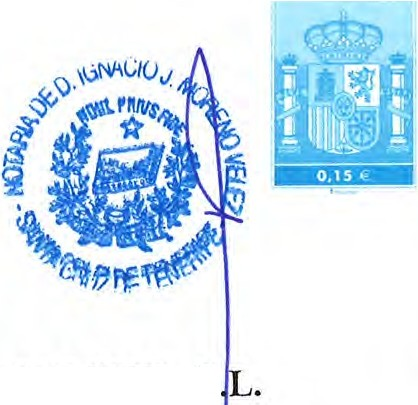 NOTARIA DE D. IGNACIO J. MORENO VELEZ
NIHIL PRIUS FIDE
- SANTA CRUZ DE TENERIFE -
0,15 €
.L.